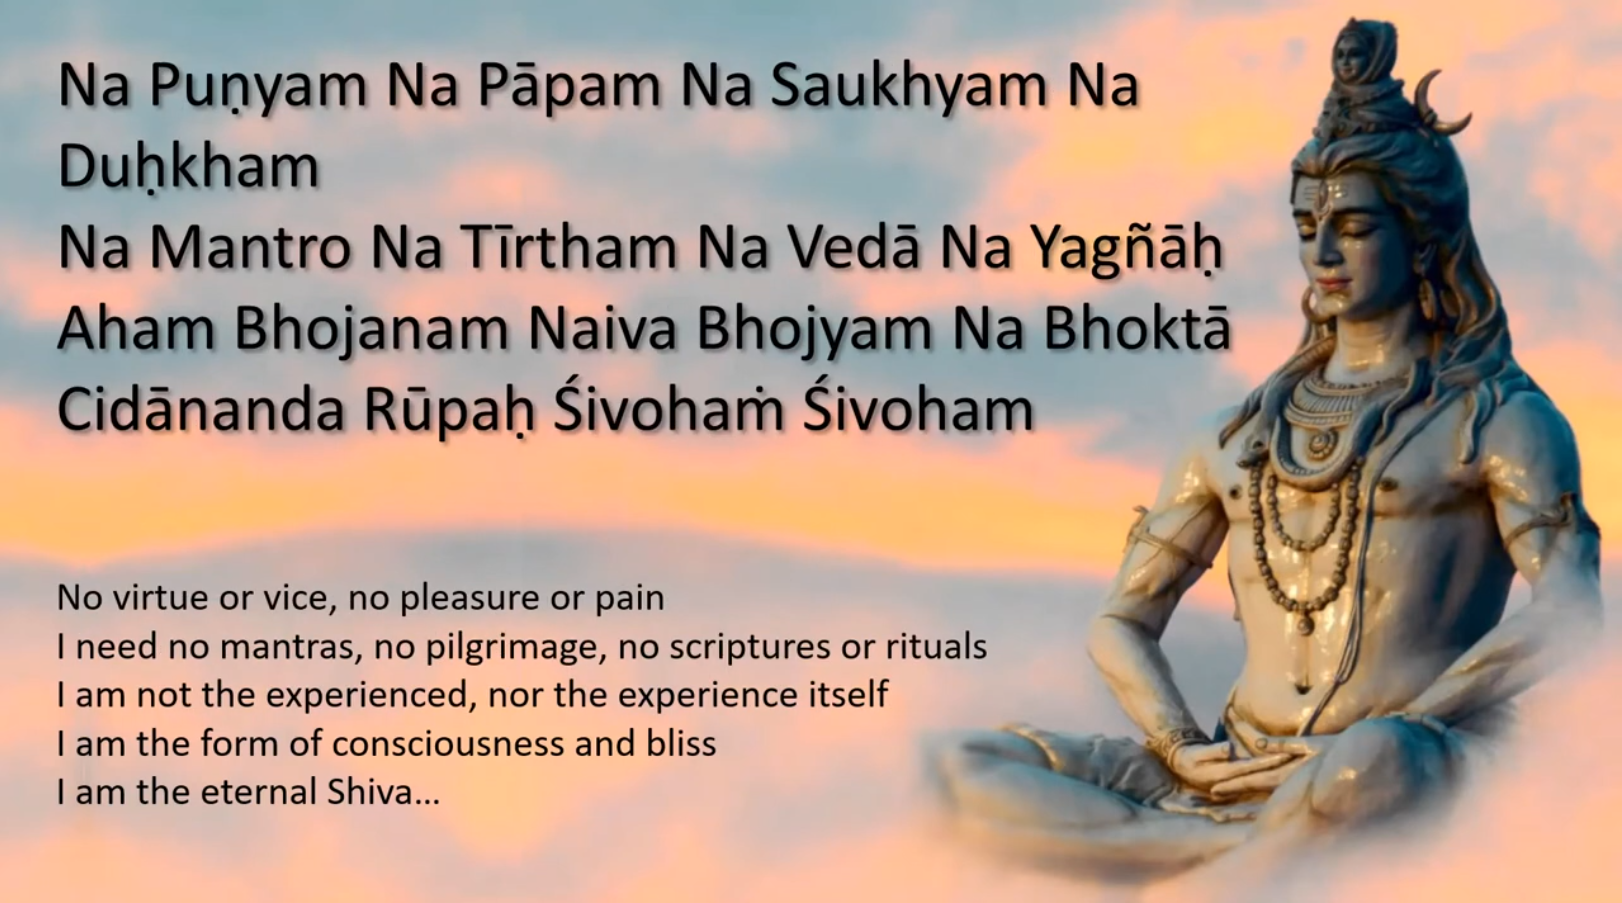 Na Puṇyam Na Pāpam Na Saukhyam Na
Duḥkham
Na Mantro Na Tīrtham Na Vedā Na Yagñāḥ
Aham Bhojanam Naiva Bhojyam Na Bhoktā
Cidānanda Rūpaḥ Śivohaṁ Śivoham
No virtue or vice, no pleasure or pain
I need no mantras, no pilgrimage, no scriptures or rituals
I am not the experienced, nor the experience itself
I am the form of consciousness and bliss
I am the eternal Shiva...